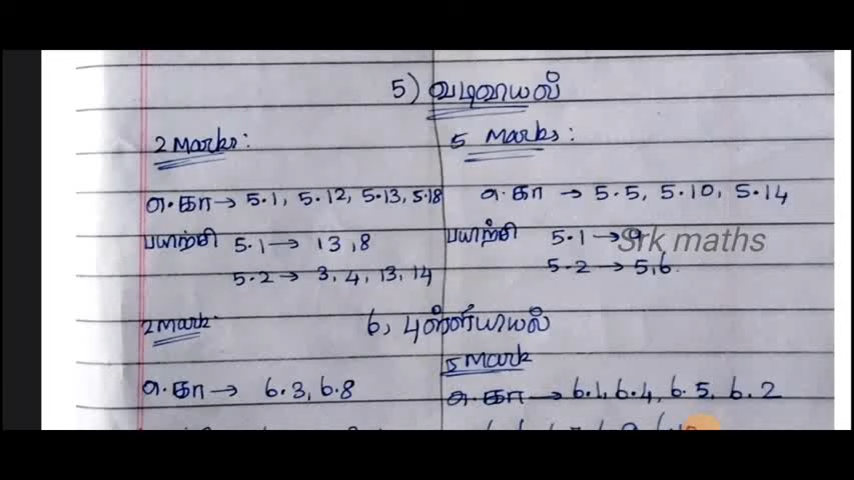 5) வடிவியல்
2 Marks:
எ.கா → 5.1, 5.12, 5.13, 5.18
பயிற்சி 5.1 → 13, 8
5.2 → 3, 4, 13, 14
5 Marks:
எ.கா → 5.5, 5.10, 5.14
பயிற்சி 5.1 → 9
5.2 → 5, 6
Srk maths
6, புள்ளியியல்
2 Mark:
எ.கா → 6.3, 6.8
5 Mark
எ.கா → 6.1, 6.4, 6.5, 6.2